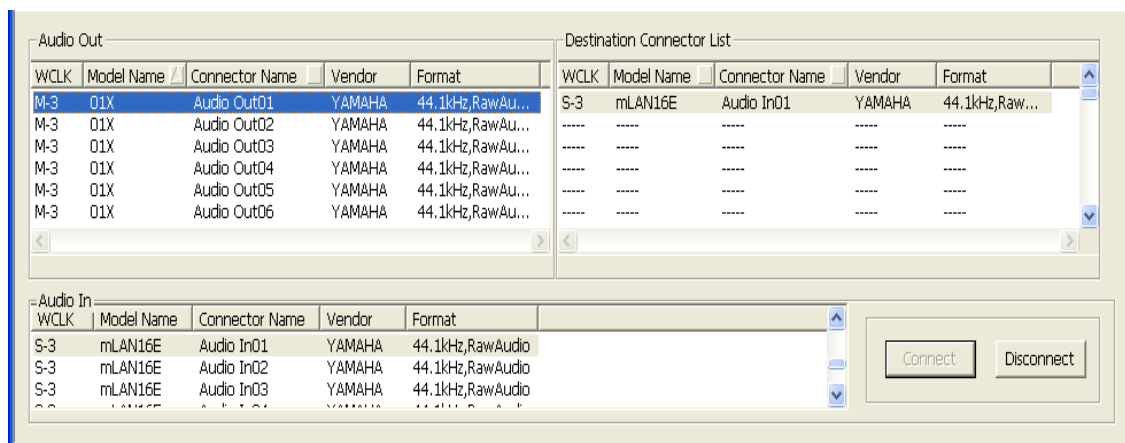 Audio Out
WCLK Model Name Connector Name Vendor Format
M-3 01X Audio Out01 YAMAHA 44.1kHz,RawAu...
M-3 01X Audio Out02 YAMAHA 44.1kHz,RawAu...
M-3 01X Audio Out03 YAMAHA 44.1kHz,RawAu...
M-3 01X Audio Out04 YAMAHA 44.1kHz,RawAu...
M-3 01X Audio Out05 YAMAHA 44.1kHz,RawAu...
M-3 01X Audio Out06 YAMAHA 44.1kHz,RawAu...
Destination Connector List
WCLK Model Name Connector Name Vendor Format
S-3 mLAN16E Audio In01 YAMAHA 44.1kHz,Raw...
----- ----- ----- ----- -----
----- ----- ----- ----- -----
----- ----- ----- ----- -----
----- ----- ----- ----- -----
----- ----- ----- ----- -----
Audio In
WCLK Model Name Connector Name Vendor Format
S-3 mLAN16E Audio In01 YAMAHA 44.1kHz,RawAudio
S-3 mLAN16E Audio In02 YAMAHA 44.1kHz,RawAudio
S-3 mLAN16E Audio In03 YAMAHA 44.1kHz,RawAudio
Connect Disconnect